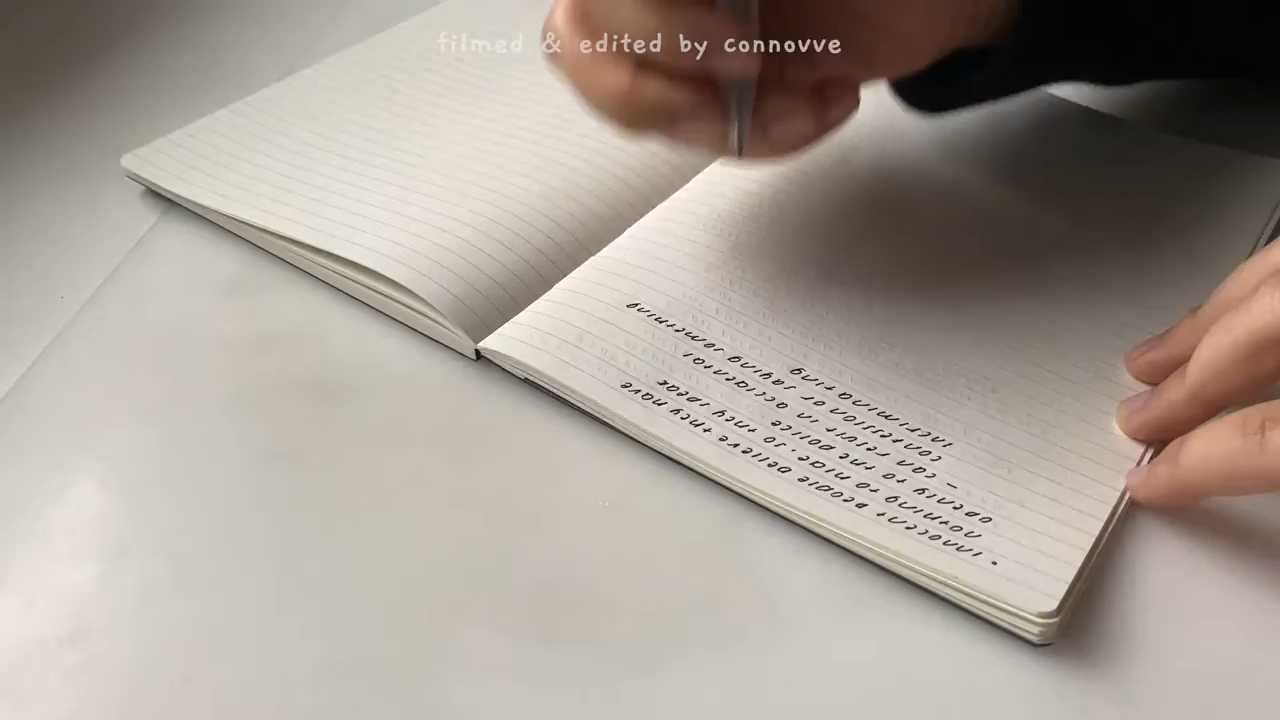 filmed & edited by connovve
• innocent people believe they have
nothing to hide, so they speak
openly to the police
– can result in accidental
confession or saying something
incriminating